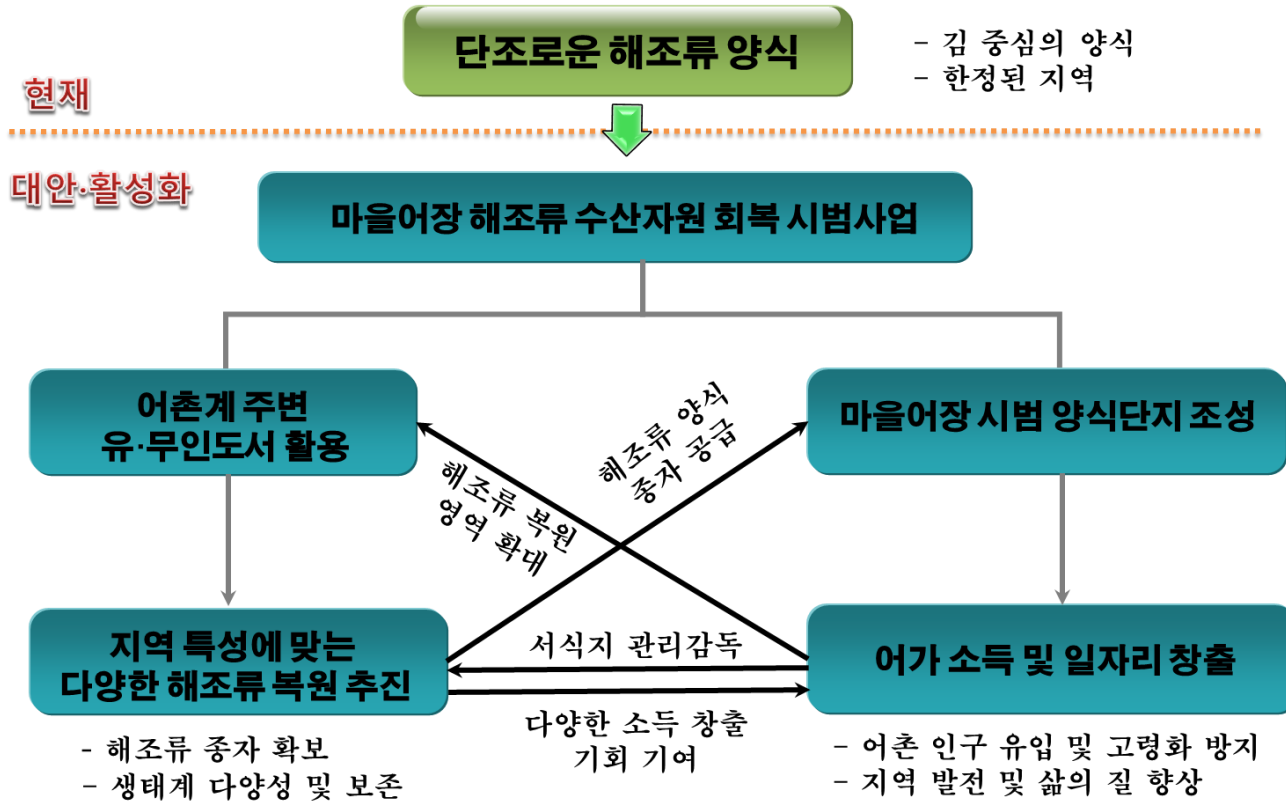 단조로운 해조류 양식
- 김 중심의 양식
- 한정된 지역
현재
대안·활성화
마을어장 해조류 수산자원 회복 시범사업
어촌계 주변
유·무인도서 활용
마을어장 시범 양식단지 조성
해조류 양식
종자 공급
해조류 복원
영역 확대
지역 특성에 맞는
다양한 해조류 복원 추진
서식지 관리감독
어가 소득 및 일자리 창출
다양한 소득 창출
기회 기여
- 해조류 종자 확보
- 생태계 다양성 및 보존
- 어촌 인구 유입 및 고령화 방지
- 지역 발전 및 삶의 질 향상